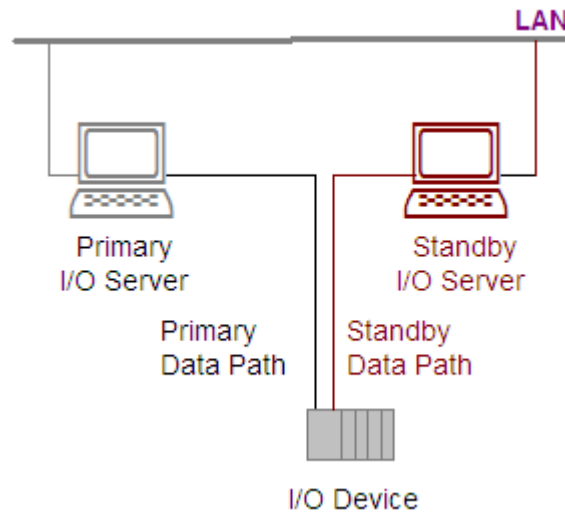 LAN
Primary
I/O Server
Standby
I/O Server
Primary
Data Path
Standby
Data Path
I/O Device